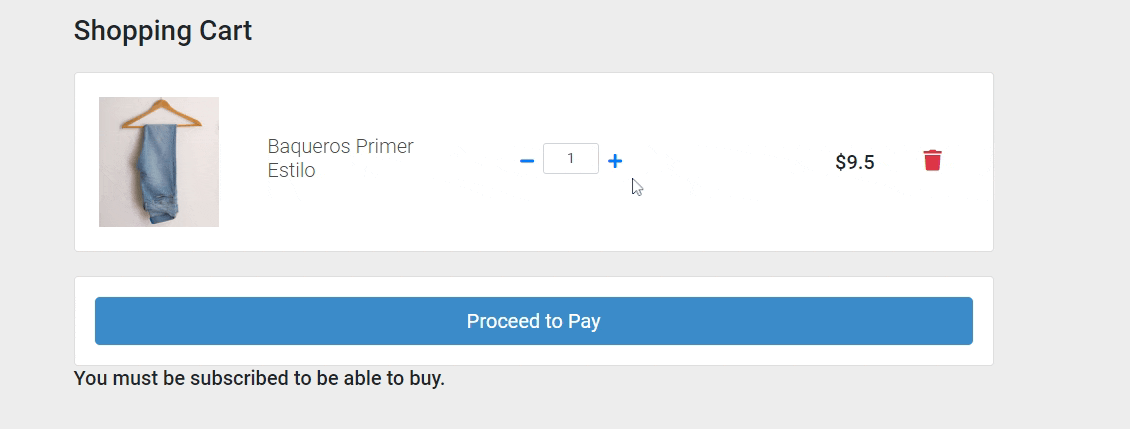 Shopping Cart
Baqueros Primer
Estilo
1
$9.5
Proceed to Pay
You must be subscribed to be able to buy.